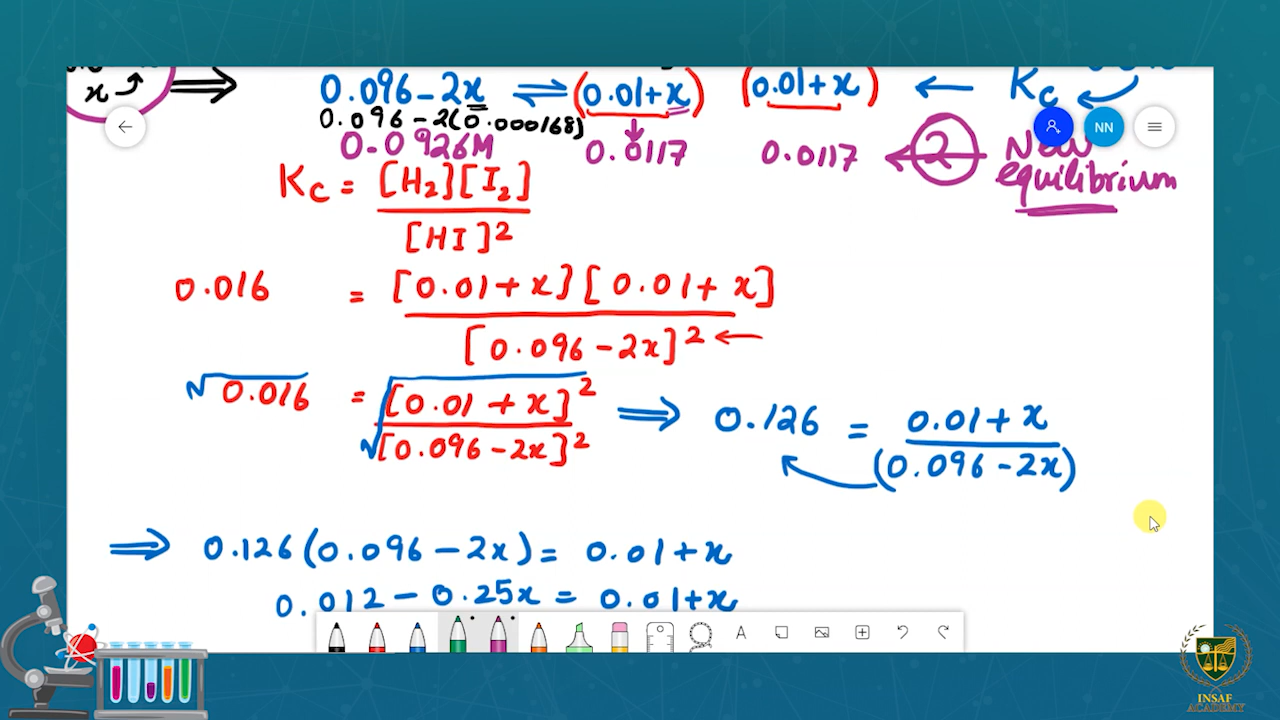 x
0.096 – 2x ⇌ (0.01 + x) (0.01 + x) ← Kc
0.096 – 2(0.000168)
0.0926M 0.0117 0.0117 ② New
equilibrium
NN
Kc = [H₂][I₂]
[HI]²
0.016 = [0.01 + x][0.01 + x]
[0.096 – 2x]² ←
√0.016 = √[0.01 + x]² ⇒ 0.126 = 0.01 + x
[0.096 – 2x]² (0.096 – 2x)
⇒ 0.126(0.096 – 2x) = 0.01 + x
0.012 – 0.25x = 0.01 + x
A
INSAF
ACADEMY